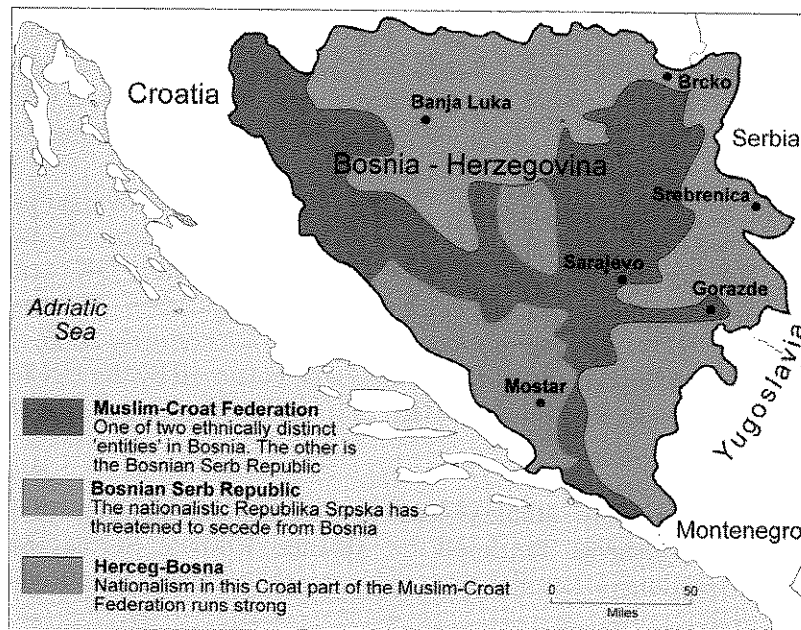 Croatia
Banja Luka
Brcko
Serbia
Bosnia - Herzegovina
Srebrenica
Sarajevo
Gorazde
Adriatic
Sea
Yugoslavia
Mostar
Montenegro
Muslim-Croat Federation
One of two ethnically distinct
'entities' in Bosnia. The other is
the Bosnian Serb Republic
Bosnian Serb Republic
The nationalistic Republika Srpska has
threatened to secede from Bosnia
Herceg-Bosna
Nationalism in this Croat part of the Muslim-Croat
Federation runs strong
0 50
Miles